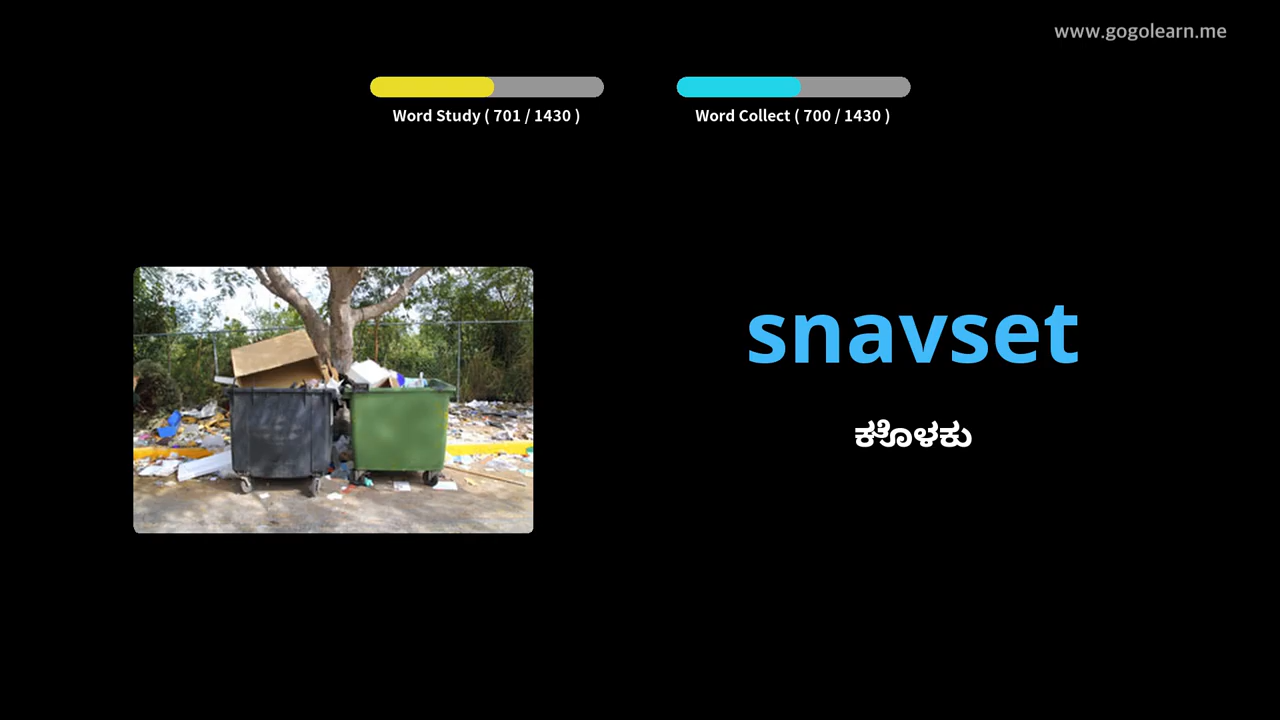 www.gogolearn.me
Word Study ( 701 / 1430 )
Word Collect ( 700 / 1430 )
snavset
ಕೊಳಕು